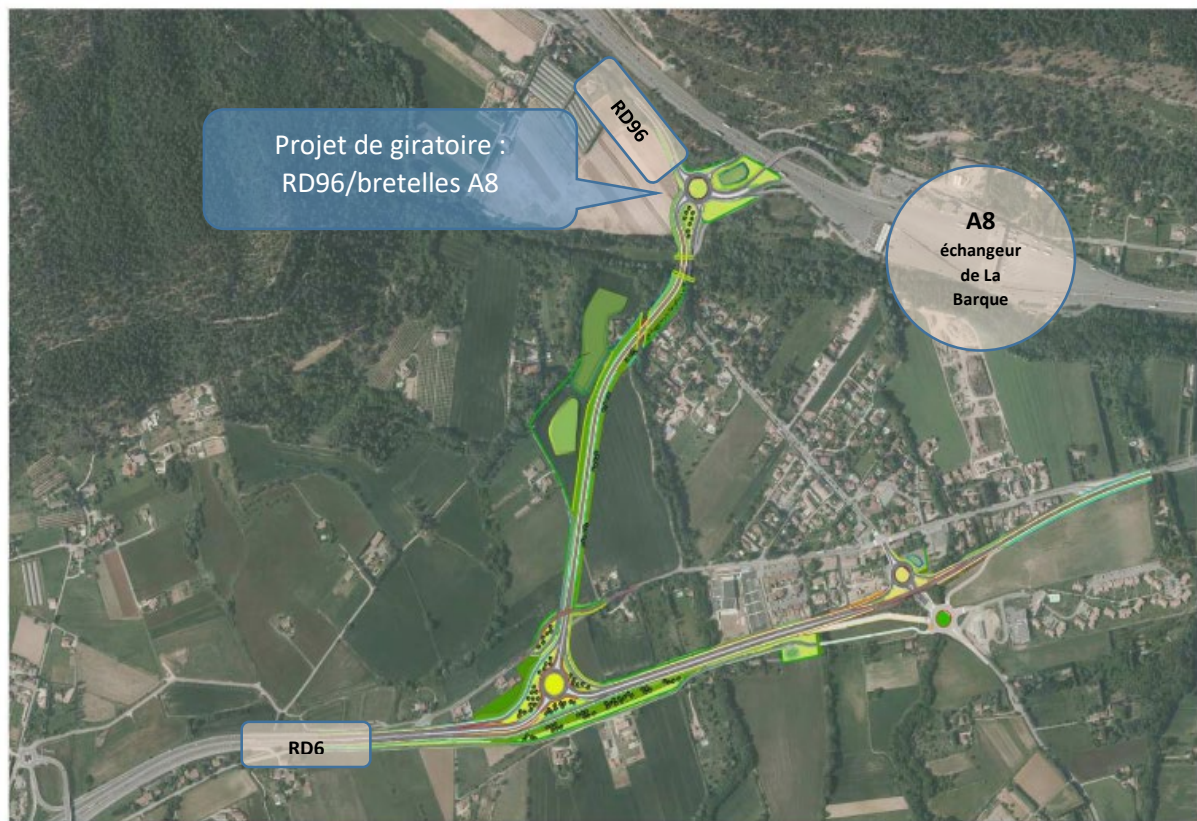 RD96
Projet de giratoire :
RD96/bretelles A8
A8
échangeur
de La
Barque
RD6